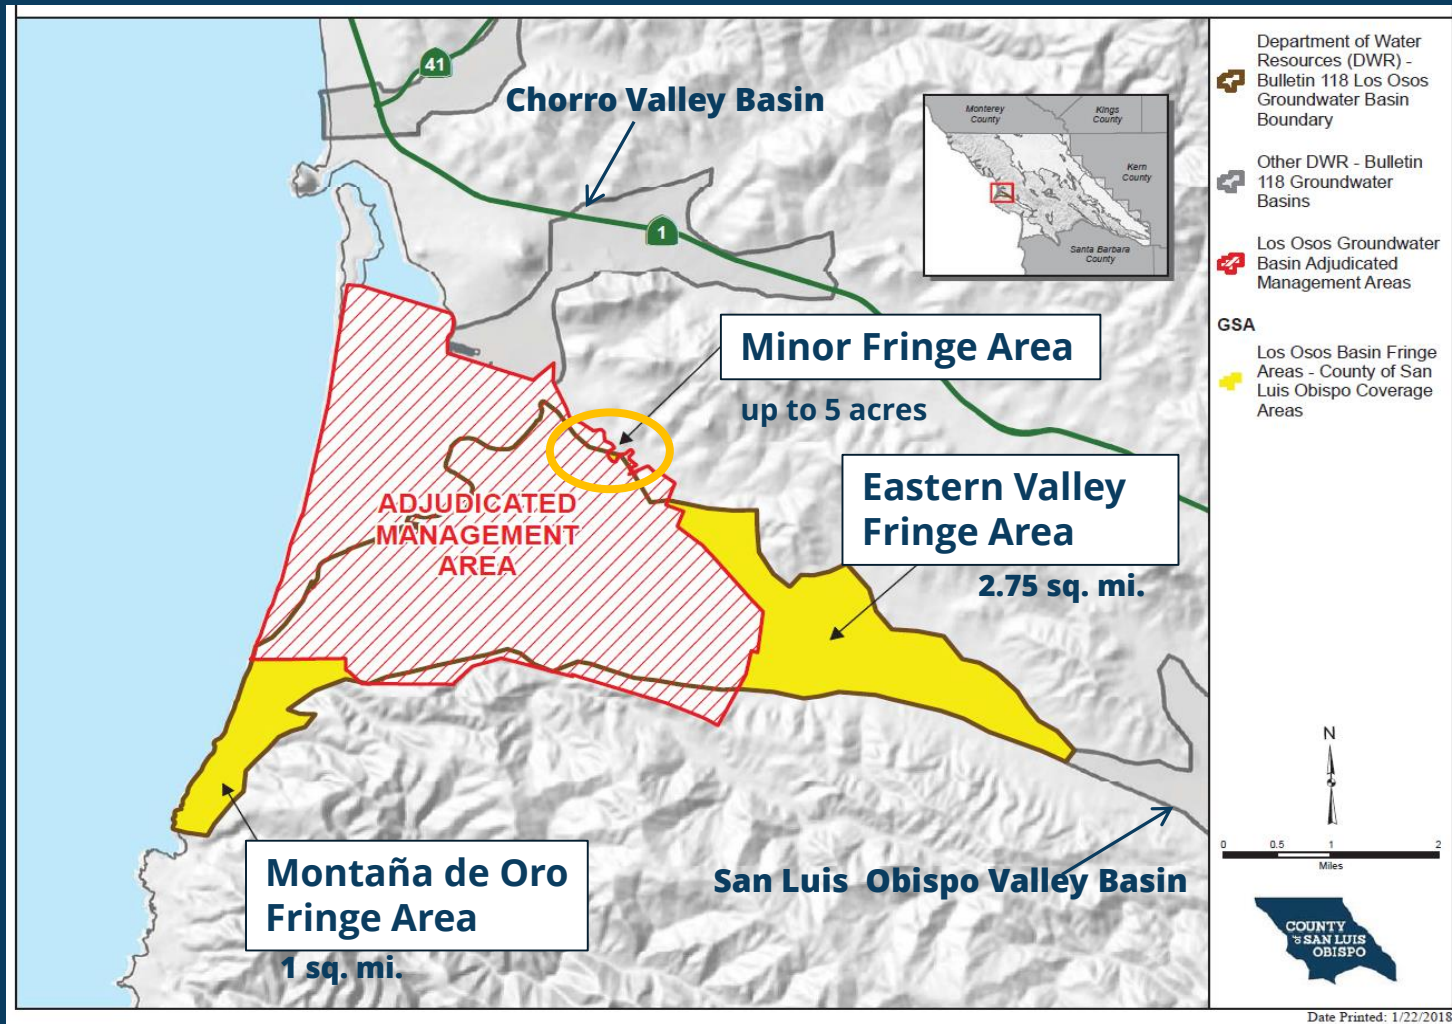 41
Chorro Valley Basin
1
Monterey
County
Kings
County
Kern
County
Santa Barbara
County
Minor Fringe Area
up to 5 acres
Eastern Valley
Fringe Area
2.75 sq. mi.
ADJUDICATED
MANAGEMENT
AREA
Montaña de Oro
Fringe Area
1 sq. mi.
San Luis Obispo Valley Basin
Department of Water
Resources (DWR) -
Bulletin 118 Los Osos
Groundwater Basin
Boundary
Other DWR - Bulletin
118 Groundwater
Basins
Los Osos Groundwater
Basin Adjudicated
Management Areas
GSA
Los Osos Basin Fringe
Areas - County of San
Luis Obispo Coverage
Areas
N
0 0.5 1 2
Miles
COUNTY
OF SAN LUIS
OBISPO
Date Printed: 1/22/2018